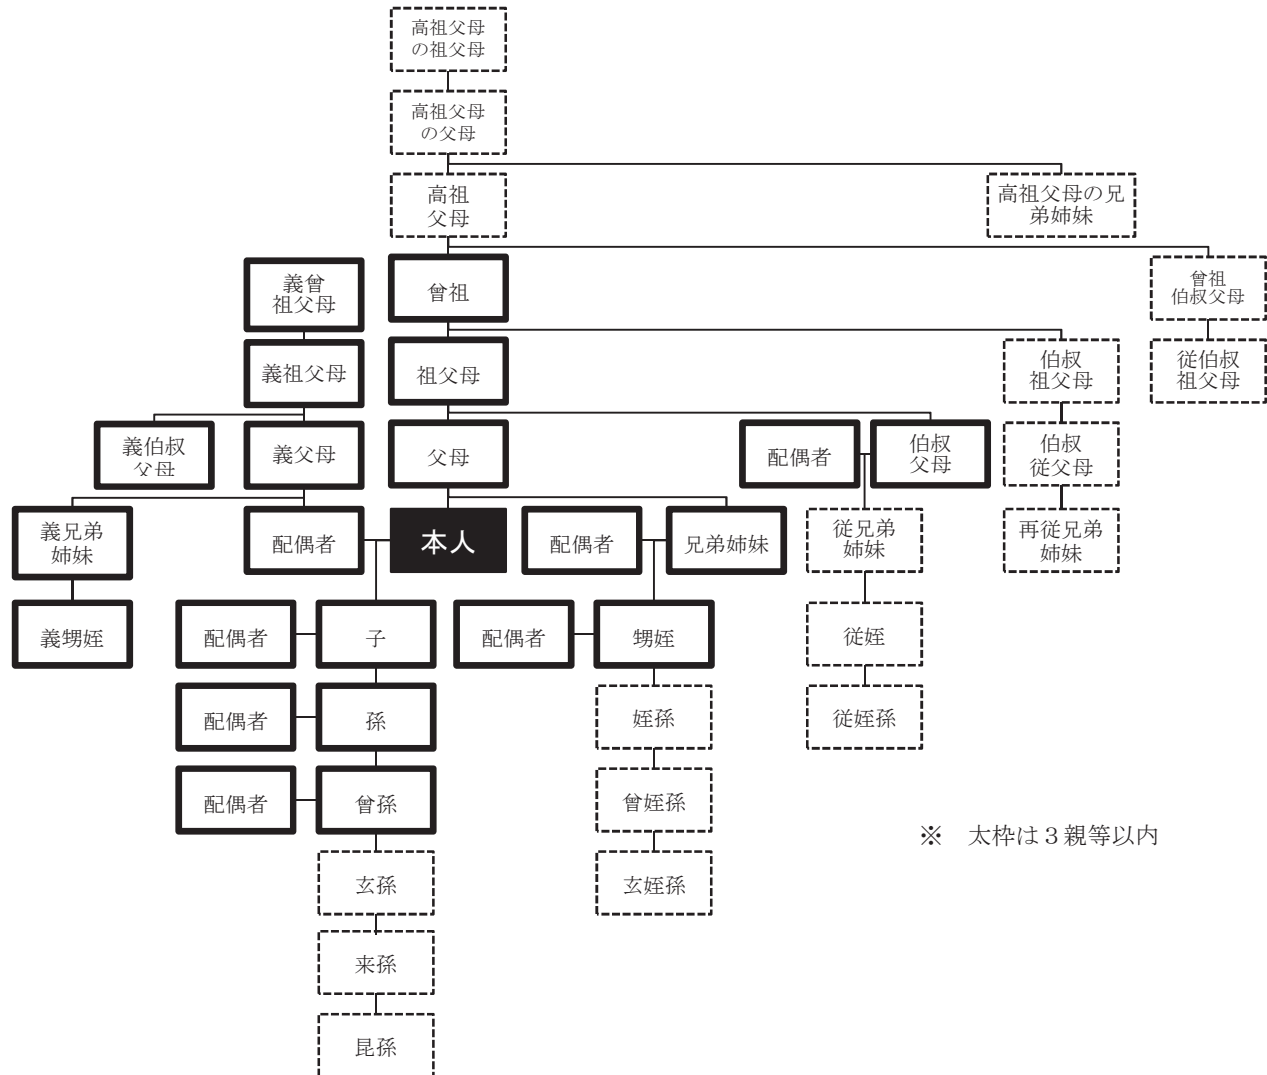 高祖父母
の祖父母
高祖父母
の父母
高祖
父母
高祖父母の兄
弟姉妹
義曾
祖父母
曾祖
曾祖
伯叔父母
義祖父母
祖父母
伯叔
祖父母
従伯叔
祖父母
義伯叔
父母
義父母
父母
配偶者
伯叔
父母
伯叔
従父母
義兄弟
姉妹
配偶者
本人
配偶者
兄弟姉妹
従兄弟
姉妹
再従兄弟
姉妹
義甥姪
配偶者
子
配偶者
甥姪
従姪
配偶者
孫
姪孫
従姪孫
配偶者
曾孫
曾姪孫
※ 太枠は３親等以内
玄孫
玄姪孫
来孫
昆孫